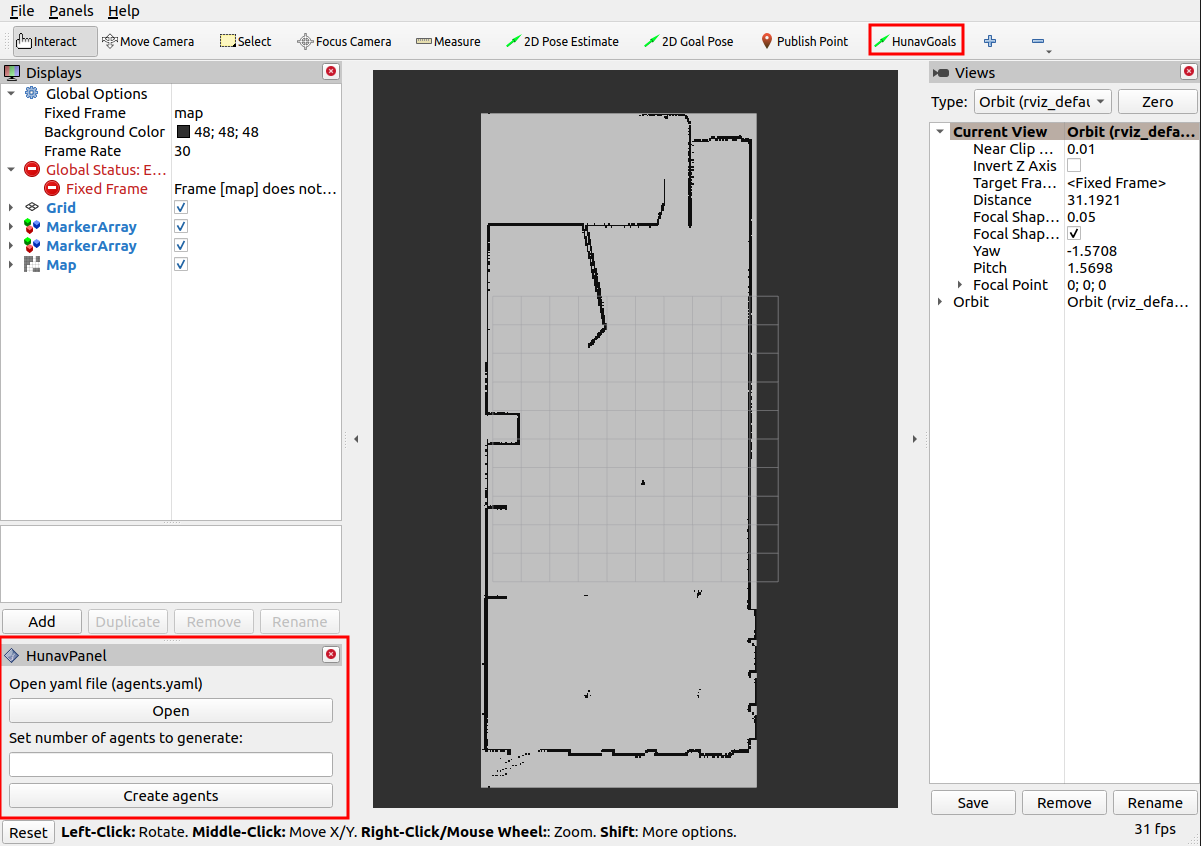 File Panels Help
Interact Move Camera Select Focus Camera Measure 2D Pose Estimate 2D Goal Pose Publish Point HunavGoals
Displays
Global Options
Fixed Frame map
Background Color 48; 48; 48
Frame Rate 30
Global Status: E...
Fixed Frame Frame [map] does not...
Grid
MarkerArray
MarkerArray
Map
Add Duplicate Remove Rename
HunavPanel
Open yaml file (agents.yaml)
Open
Set number of agents to generate:
Create agents
Views
Type: Orbit (rviz_defau Zero
Current View Orbit (rviz_defa...
Near Clip ... 0.01
Invert Z Axis
Target Fra... <Fixed Frame>
Distance 31.1921
Focal Shap... 0.05
Focal Shap... ✓
Yaw -1.5708
Pitch 1.5698
Focal Point 0; 0; 0
Orbit Orbit (rviz_defa...
Save Remove Rename
Reset Left-Click: Rotate. Middle-Click: Move X/Y. Right-Click/Mouse Wheel:: Zoom. Shift: More options.
31 fps